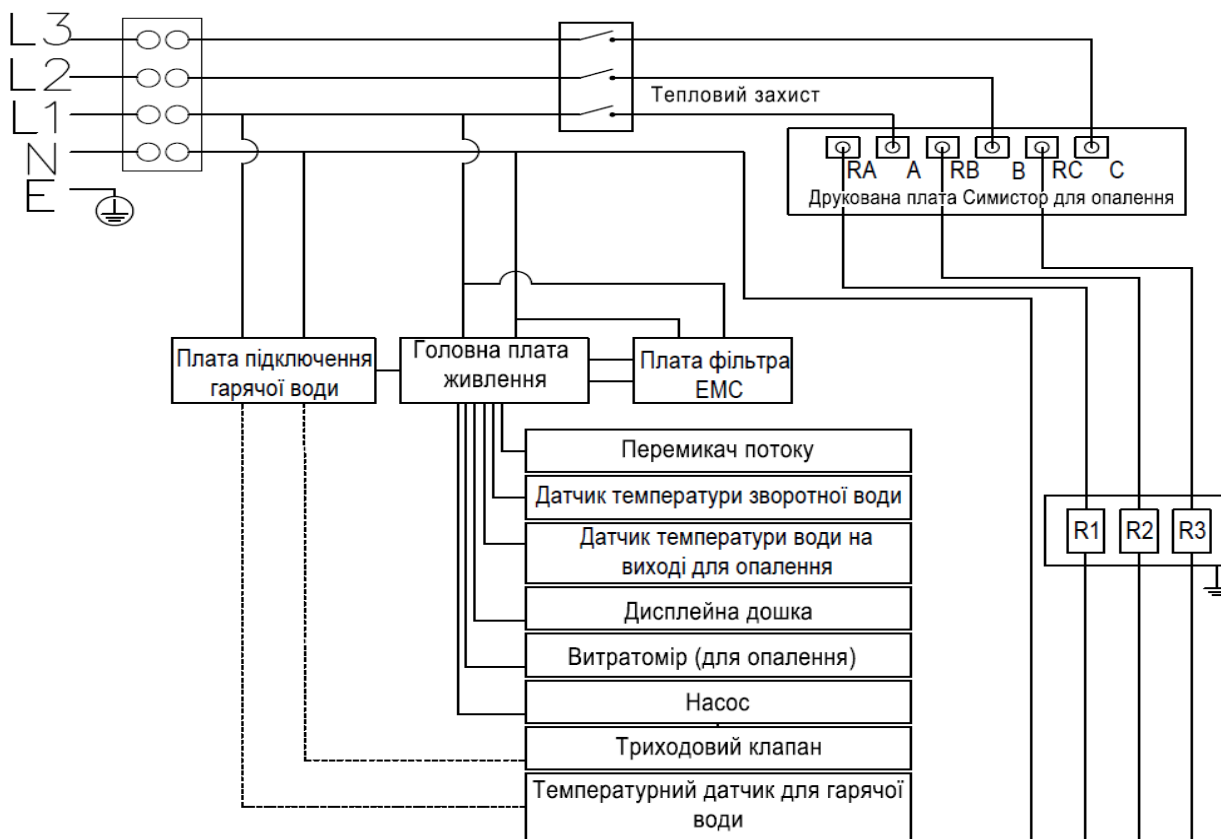 L3
L2
L1
N
E
Тепловий захист
RA A RB B RC C
Друкована плата Симистор для опалення
Плата підключення
гарячої води
Головна плата
живлення
Плата фільтра
EMC
Перемикач потоку
Датчик температури зворотної води
Датчик температури води на
виході для опалення
Дисплейна дошка
Витратомір (для опалення)
Насос
Триходовий клапан
Температурний датчик для гарячої
води
R1 R2 R3